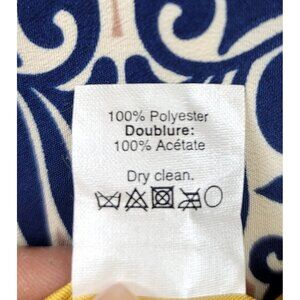 100% Polyester
Doublure:
100% Acétate
Dry clean.